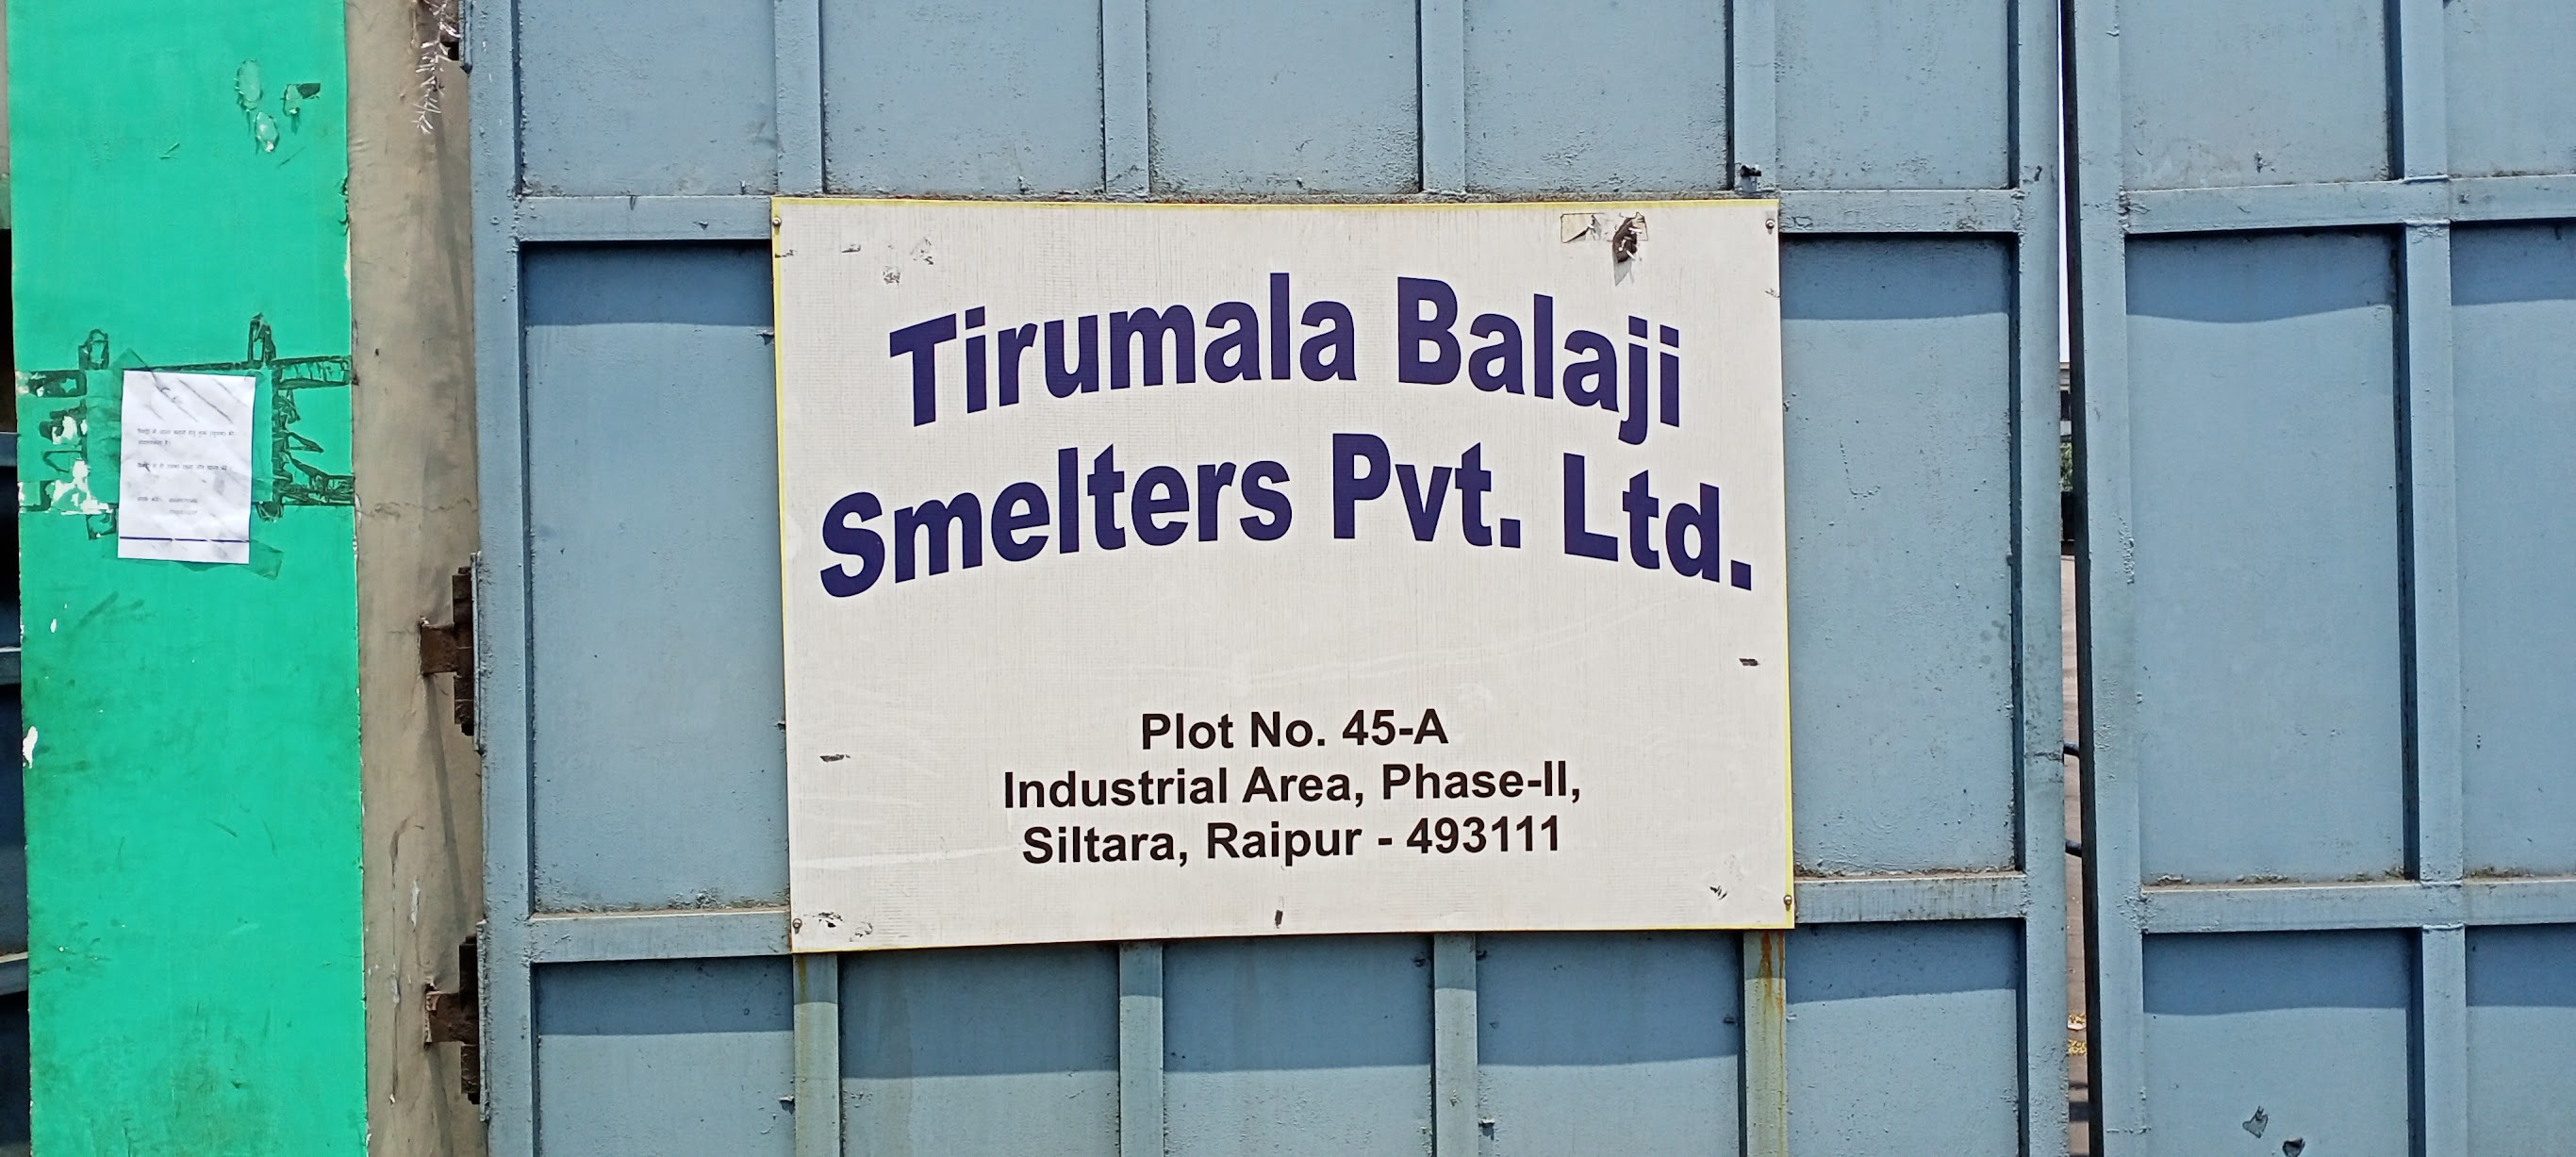 Tirumala Balaji
Smelters Pvt. Ltd.
Plot No. 45-A
Industrial Area, Phase-II,
Siltara, Raipur - 493111